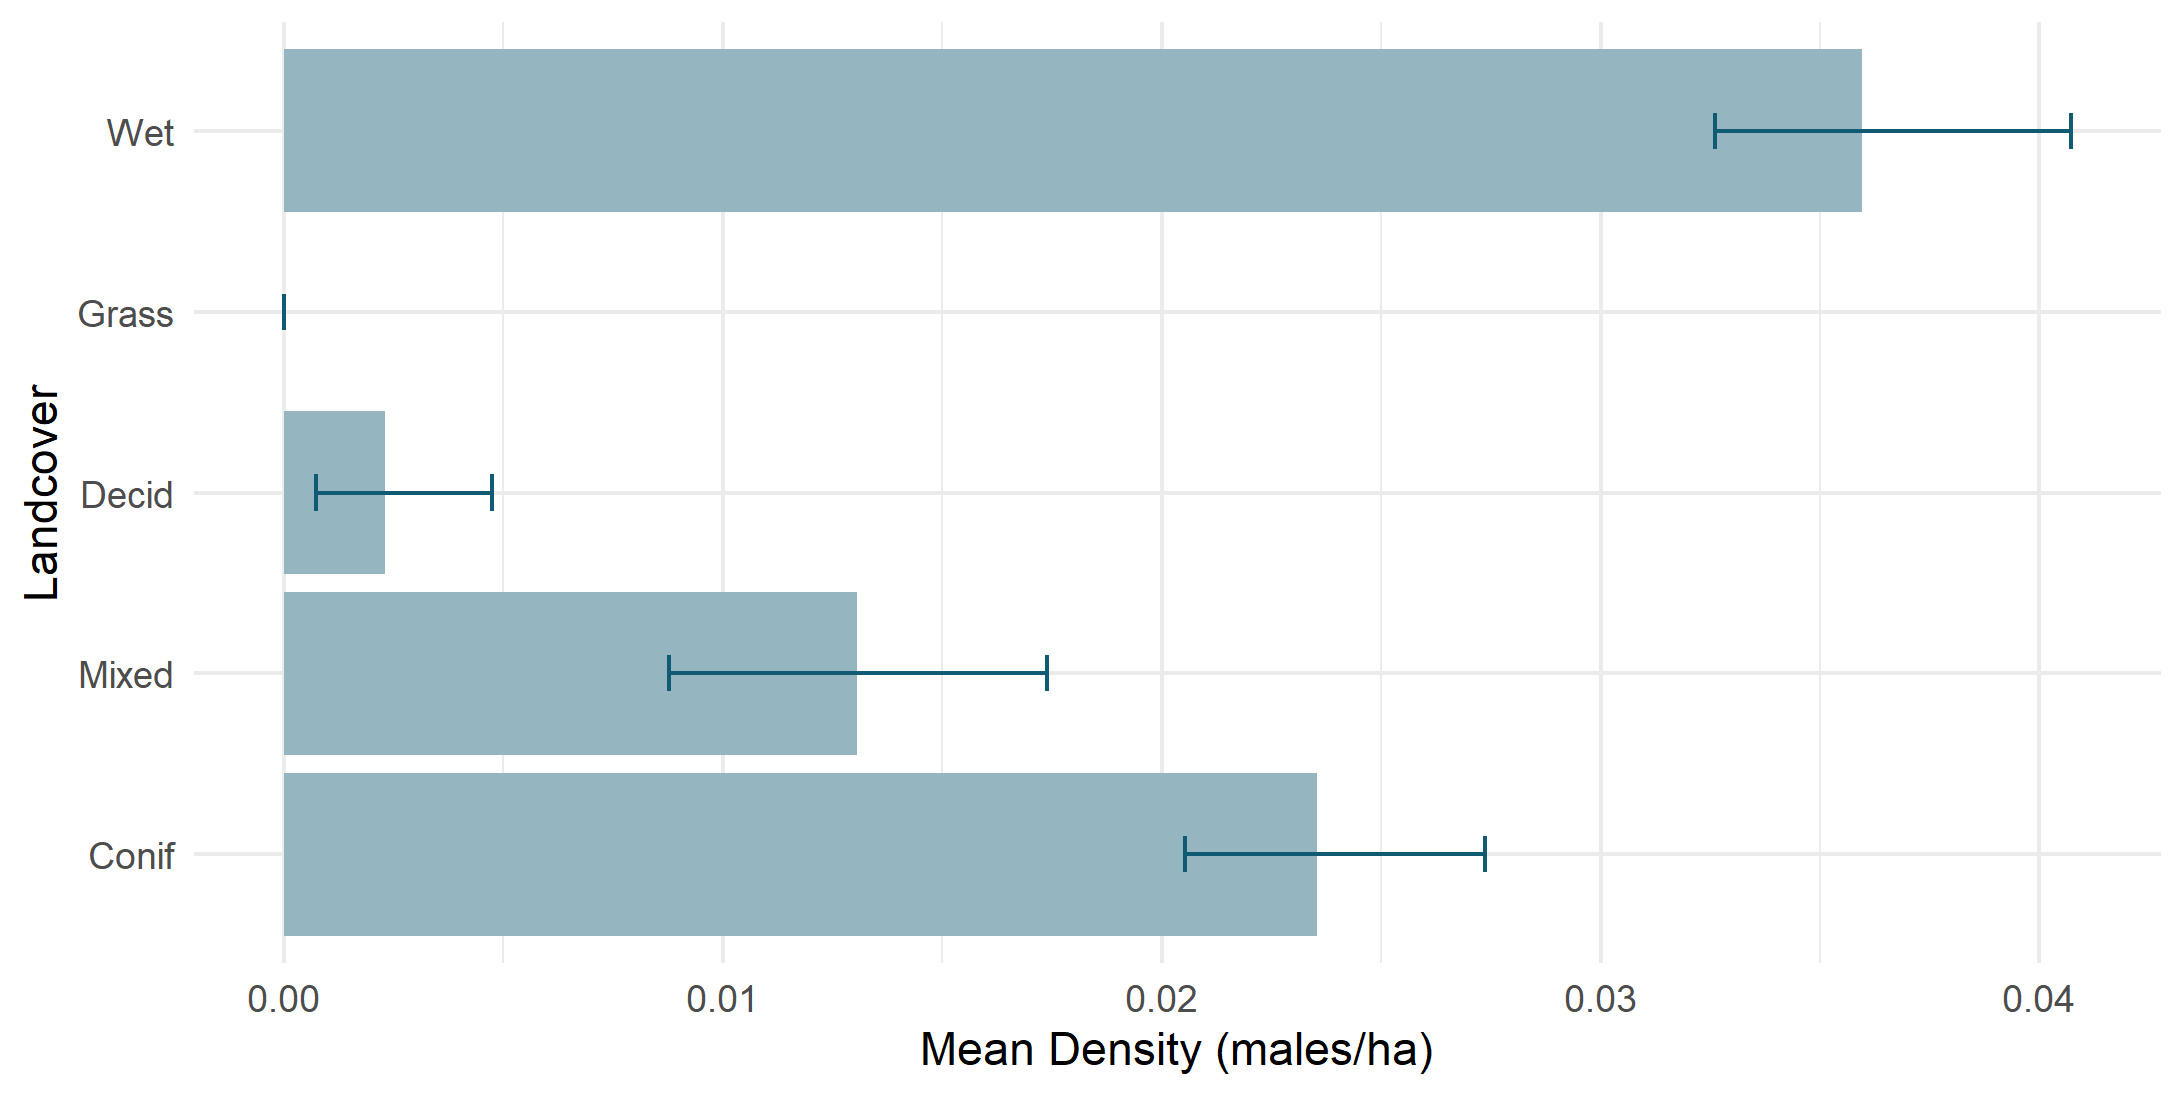 Landcover
Wet
Grass
Decid
Mixed
Conif
0.00 0.01 0.02 0.03 0.04
Mean Density (males/ha)